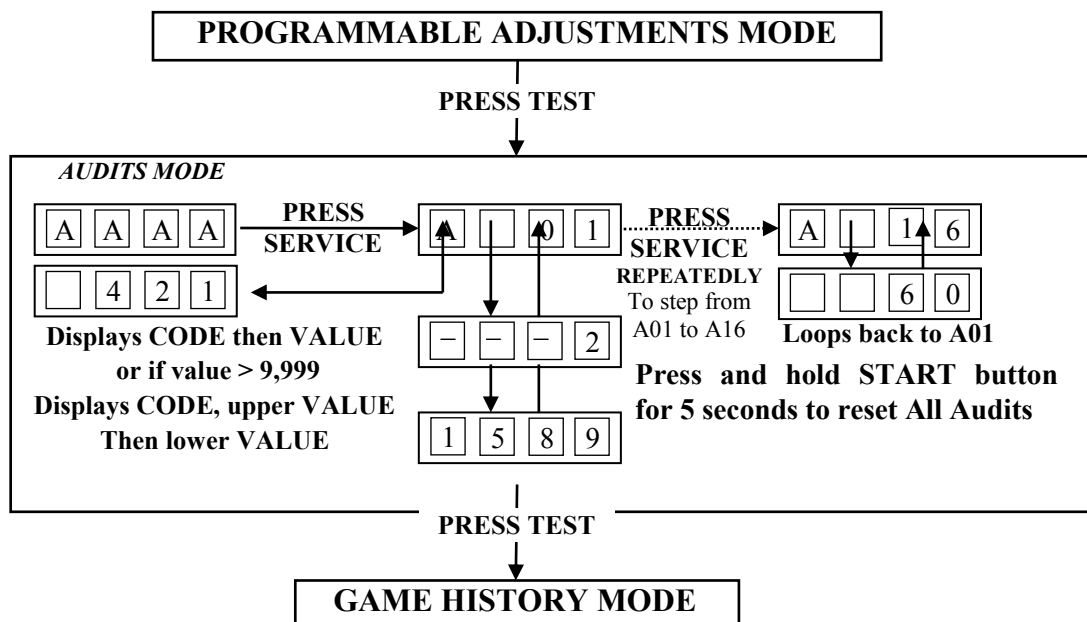 PROGRAMMABLE ADJUSTMENTS MODE
PRESS TEST
AUDITS MODE
A A A A
PRESS
SERVICE
A 0 1
PRESS
SERVICE
REPEATEDLY
To step from
A01 to A16
A 1 6
4 2 1
6 0
Displays CODE then VALUE
or if value > 9,999
Displays CODE, upper VALUE
Then lower VALUE
– – – 2
1 5 8 9
Loops back to A01
Press and hold START button
for 5 seconds to reset All Audits
PRESS TEST
GAME HISTORY MODE